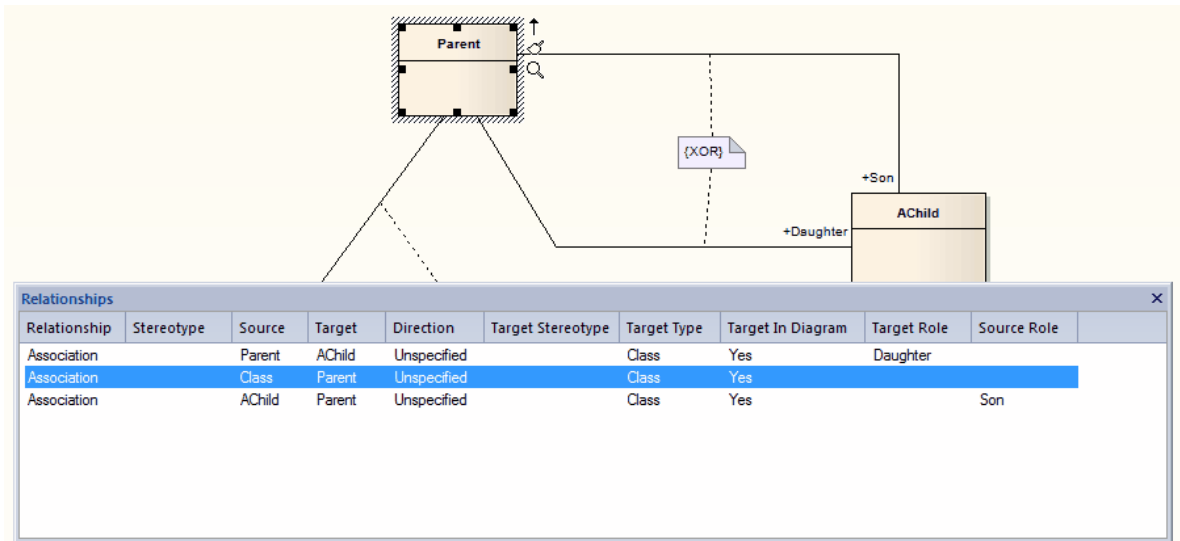 Parent
{XOR}
+Son
AChild
+Daughter
Relationships
Relationship Stereotype Source Target Direction Target Stereotype Target Type Target In Diagram Target Role Source Role
Association Parent AChild Unspecified Class Yes Daughter
Association Class Parent Unspecified Class Yes
Association AChild Parent Unspecified Class Yes Son